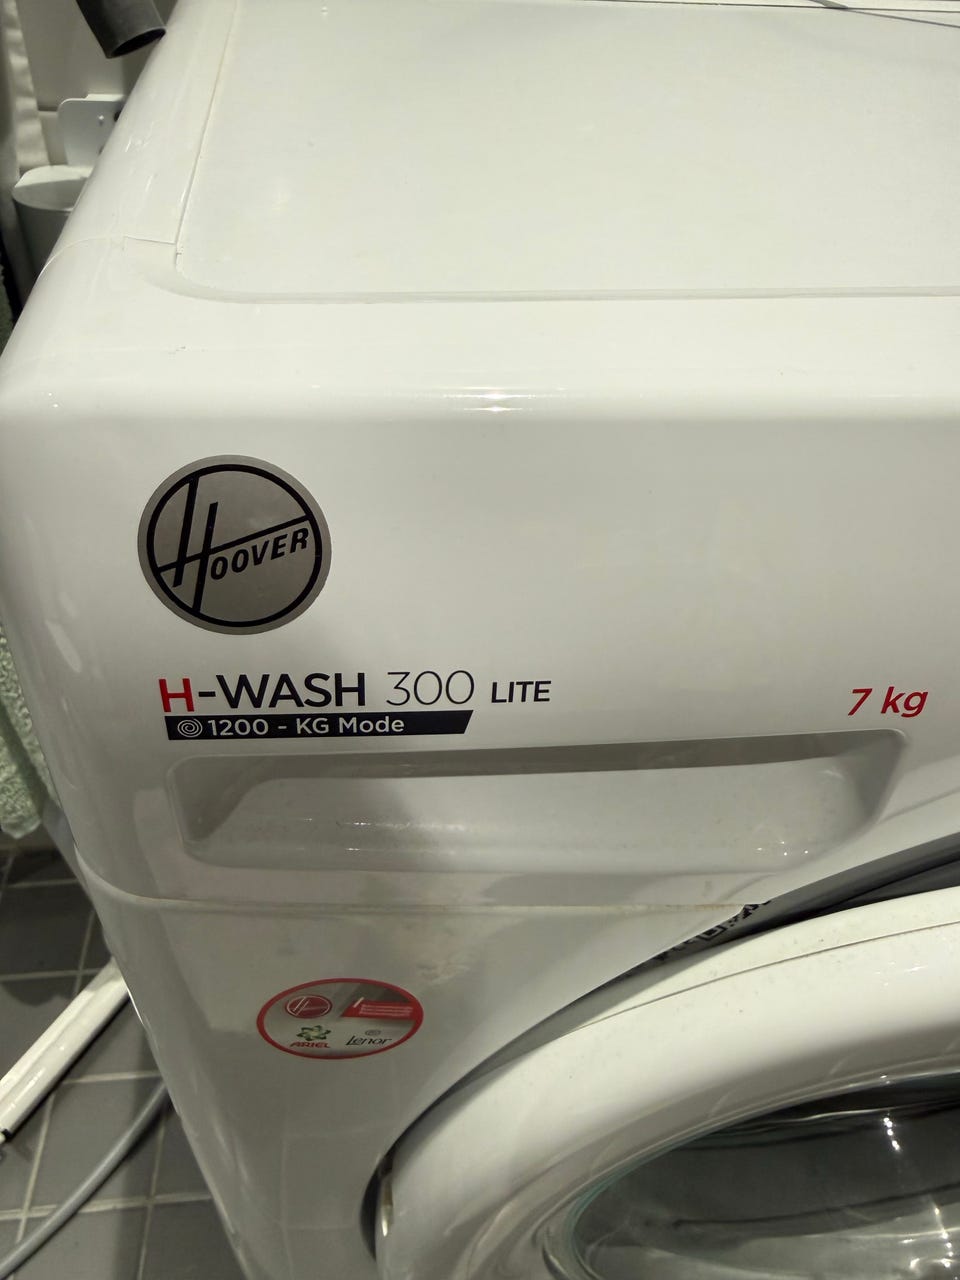 HOOVER
H-WASH 300 LITE
7 kg
1200 - KG Mode
ARIEL
Lenor